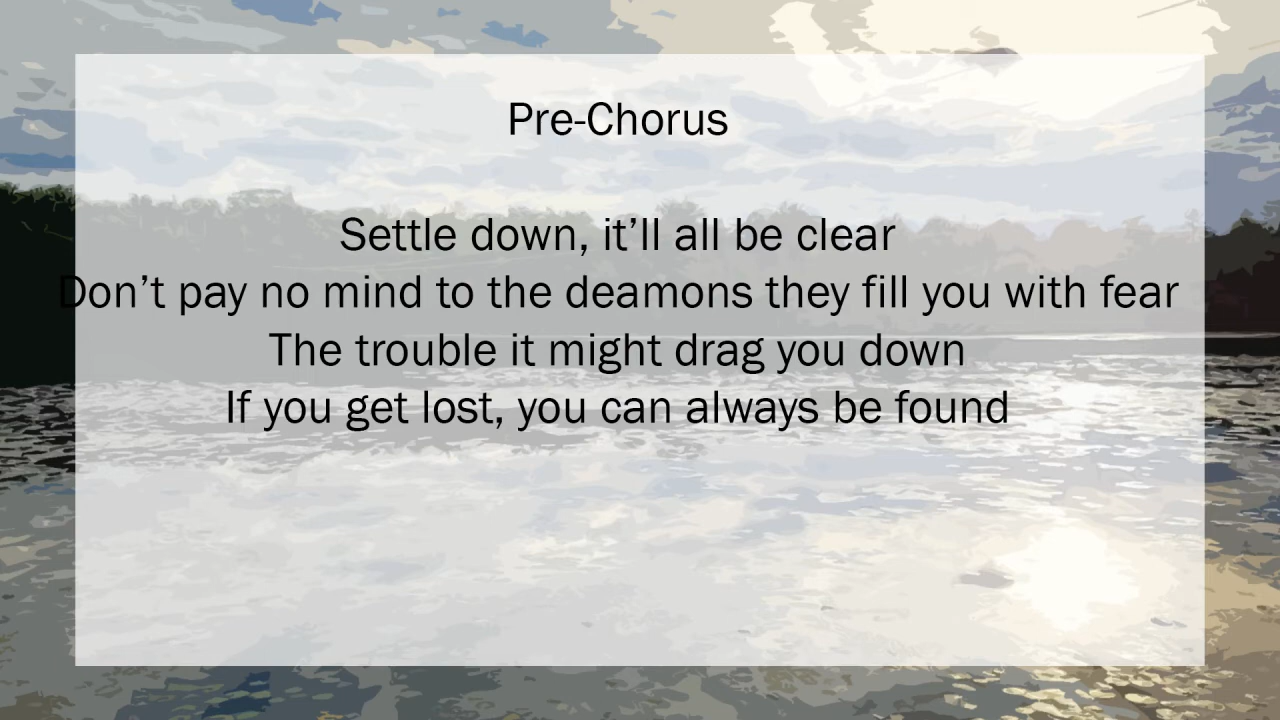 Pre-Chorus
Settle down, it’ll all be clear
Don’t pay no mind to the deamons they fill you with fear
The trouble it might drag you down
If you get lost, you can always be found